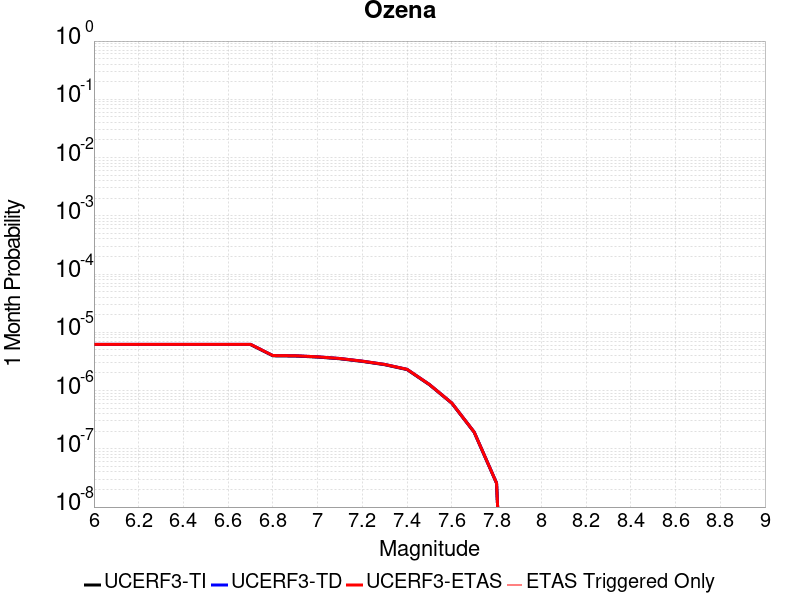 Ozena
1 Month Probability
10^0
10^-1
10^-2
10^-3
10^-4
10^-5
10^-6
10^-7
10^-8
6 6.2 6.4 6.6 6.8 7 7.2 7.4 7.6 7.8 8 8.2 8.4 8.6 8.8 9
Magnitude
UCERF3-TI UCERF3-TD UCERF3-ETAS ETAS Triggered Only